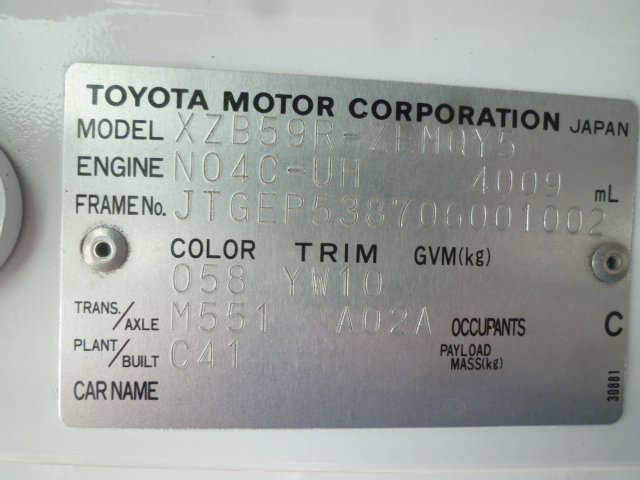 TOYOTA MOTOR CORPORATION JAPAN
MODEL XZB59R-ZEMQY5
ENGINE N04C-UH 4009 mL
FRAME No. JTGEP538706001002
COLOR TRIM GVM(kg)
058 YW10
TRANS./AXLE M551 A02A OCCUPANTS C
PLANT/BUILT C41 PAYLOAD MASS(kg)
CAR NAME
30881